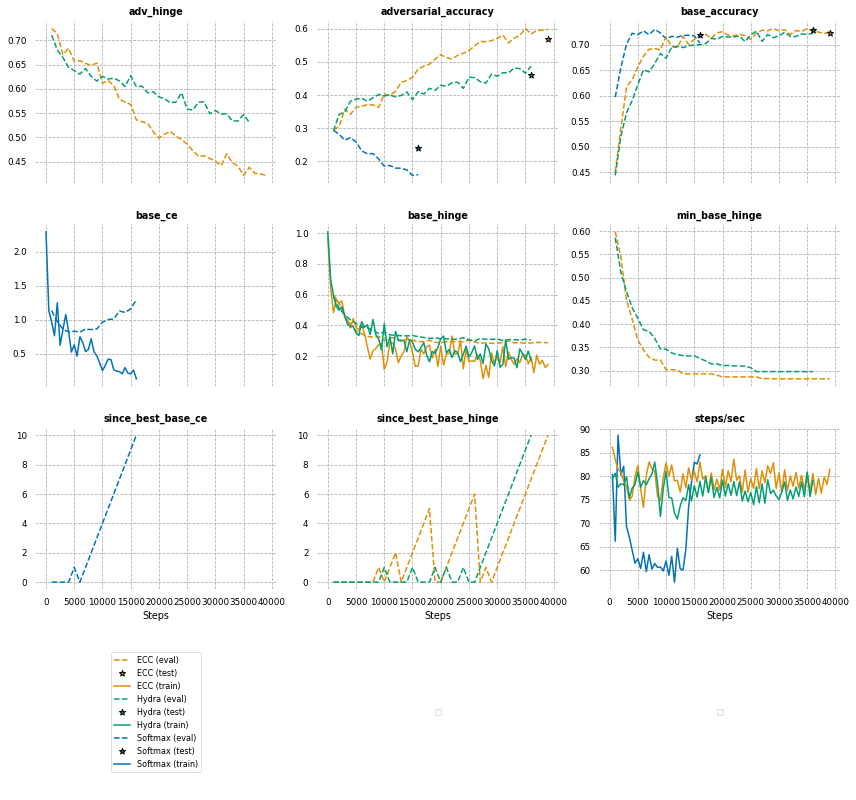 adv_hinge
0.70
0.65
0.60
0.55
0.50
0.45
adversarial_accuracy
0.6
0.5
0.4
0.3
0.2
base_accuracy
0.70
0.65
0.60
0.55
0.50
0.45
base_ce
2.0
1.5
1.0
0.5
base_hinge
1.0
0.8
0.6
0.4
0.2
min_base_hinge
0.60
0.55
0.50
0.45
0.40
0.35
0.30
since_best_base_ce
10
8
6
4
2
0
0 5000 10000 15000 20000 25000 30000 35000 40000
Steps
since_best_base_hinge
10
8
6
4
2
0
0 5000 10000 15000 20000 25000 30000 35000 40000
Steps
steps/sec
90
85
80
75
70
65
60
0 5000 10000 15000 20000 25000 30000 35000 40000
Steps
ECC (eval)
ECC (test)
ECC (train)
Hydra (eval)
Hydra (test)
Hydra (train)
Softmax (eval)
Softmax (test)
Softmax (train)